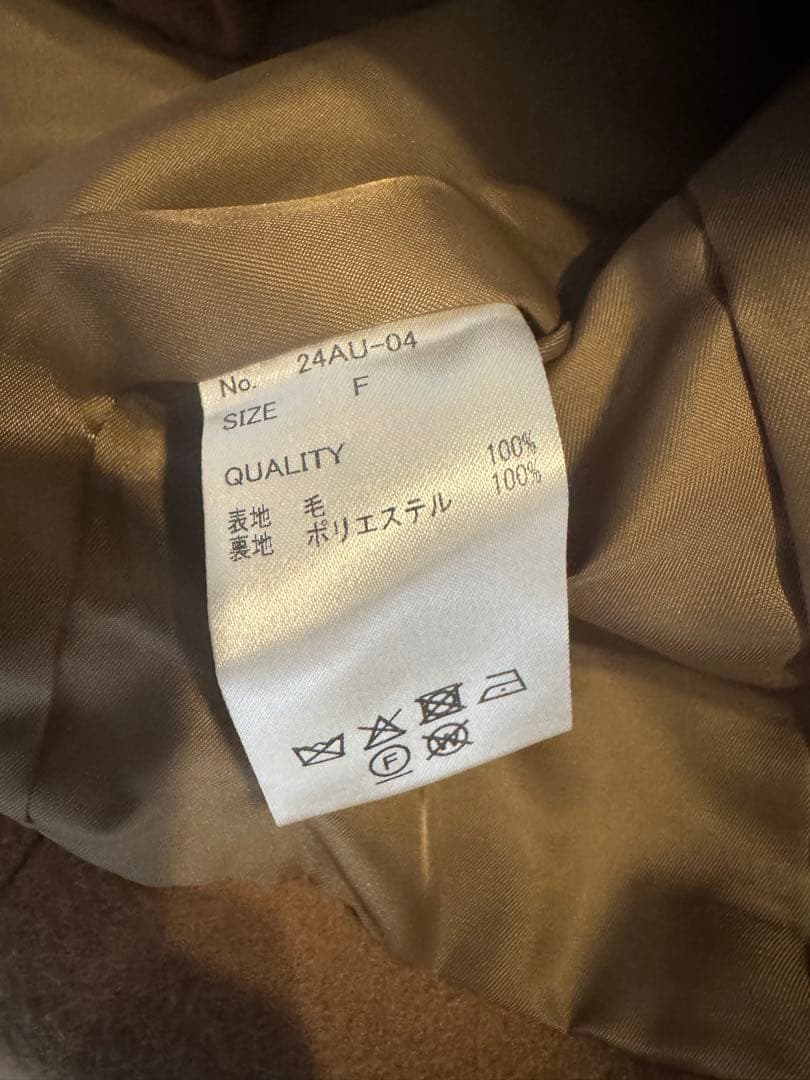 No. 24AU-04
SIZE F
QUALITY
表地 毛 100%
裏地 ポリエステル 100%
F W